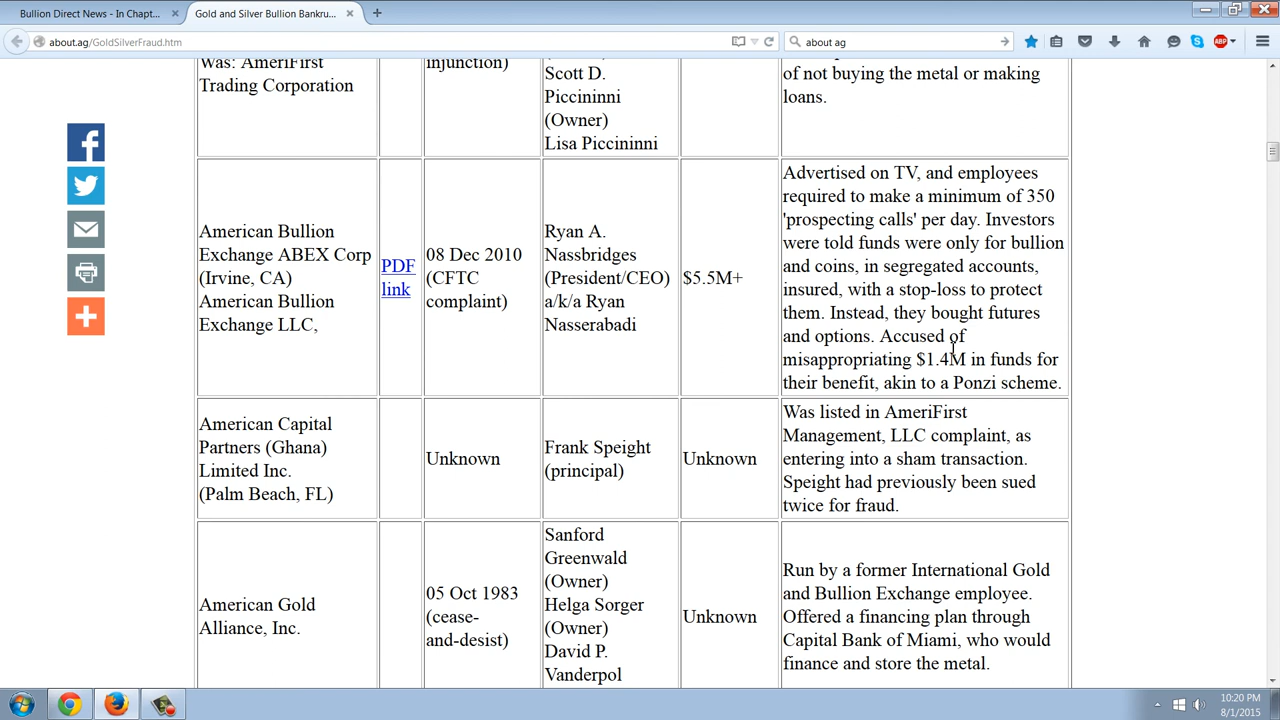 Bullion Direct News - In Chapt...
Gold and Silver Bullion Bankru...
about.ag/GoldSilverFraud.htm
about ag
ABP
Was: AmeriFirst
Trading Corporation
injunction)
Scott D.
Piccininni
(Owner)
Lisa Piccininni
of not buying the metal or making
loans.
American Bullion
Exchange ABEX Corp
(Irvine, CA)
American Bullion
Exchange LLC,
PDF
link
08 Dec 2010
(CFTC
complaint)
Ryan A.
Nassbridges
(President/CEO)
a/k/a Ryan
Nasserabadi
$5.5M+
Advertised on TV, and employees
required to make a minimum of 350
'prospecting calls' per day. Investors
were told funds were only for bullion
and coins, in segregated accounts,
insured, with a stop-loss to protect
them. Instead, they bought futures
and options. Accused of
misappropriating $1.4M in funds for
their benefit, akin to a Ponzi scheme.
American Capital
Partners (Ghana)
Limited Inc.
(Palm Beach, FL)
Unknown
Frank Speight
(principal)
Unknown
Was listed in AmeriFirst
Management, LLC complaint, as
entering into a sham transaction.
Speight had previously been sued
twice for fraud.
American Gold
Alliance, Inc.
05 Oct 1983
(cease-
and-desist)
Sanford
Greenwald
(Owner)
Helga Sorger
(Owner)
David P.
Vanderpol
Unknown
Run by a former International Gold
and Bullion Exchange employee.
Offered a financing plan through
Capital Bank of Miami, who would
finance and store the metal.
10:20 PM
8/1/2015